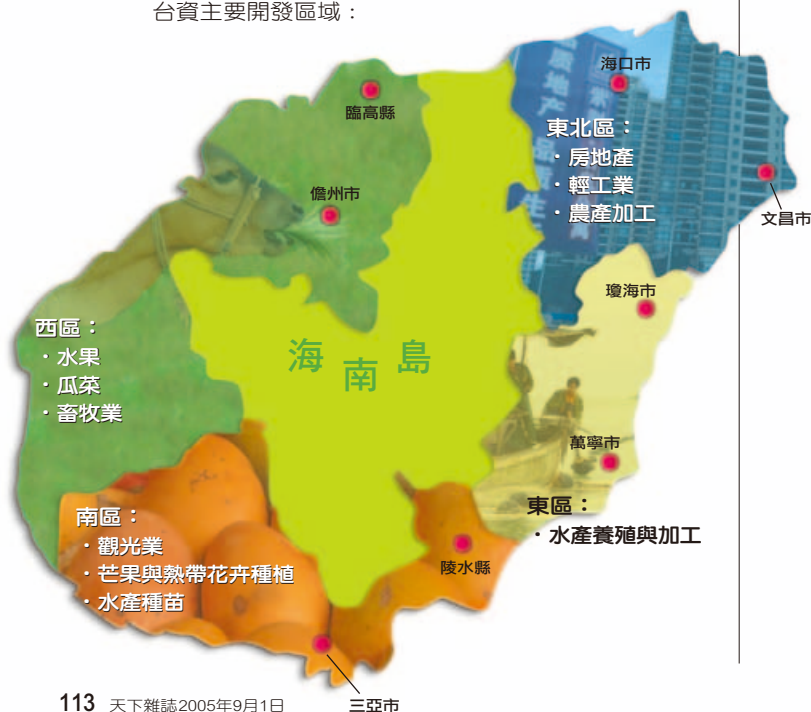 台資主要開發區域：
海口市
臨高縣
東北區：
・房地產
・輕工業
・農產加工
儋州市
文昌市
瓊海市
西區：
・水果
・瓜菜
・畜牧業
海南島
萬寧市
東區：
・水產養殖與加工
南區：
・觀光業
・芒果與熱帶花卉種植
・水產種苗
陵水縣
三亞市
113 天下雜誌2005年9月1日